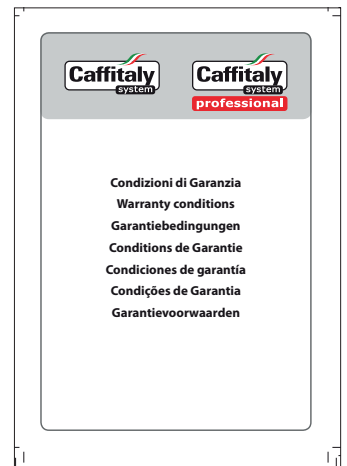 Caffitaly
system
Caffitaly
system
professional
Condizioni di Garanzia
Warranty conditions
Garantiebedingungen
Conditions de Garantie
Condiciones de garantía
Condições de Garantia
Garantievoorwaarden